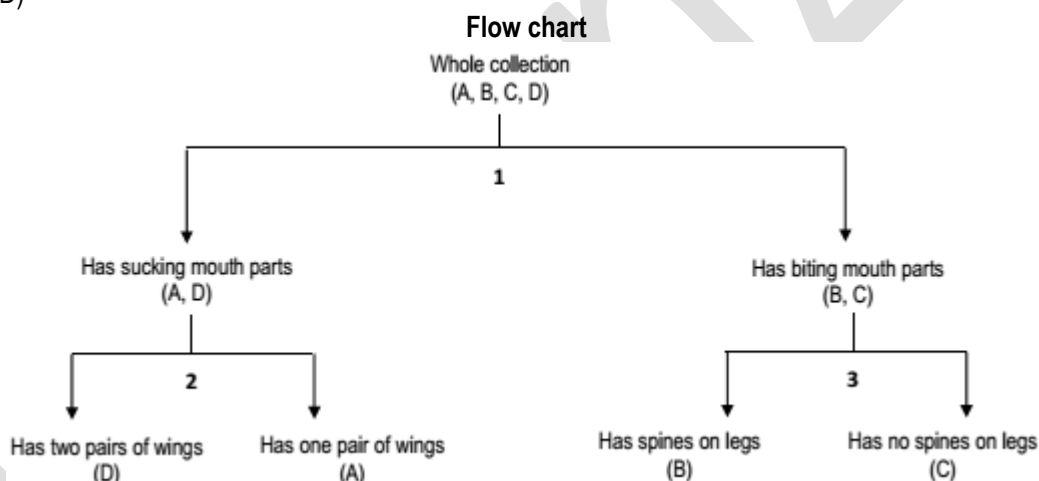 D)
Flow chart
Whole collection
(A, B, C, D)
1
Has sucking mouth parts
(A, D)
Has biting mouth parts
(B, C)
2
3
Has two pairs of wings
(D)
Has one pair of wings
(A)
Has spines on legs
(B)
Has no spines on legs
(C)